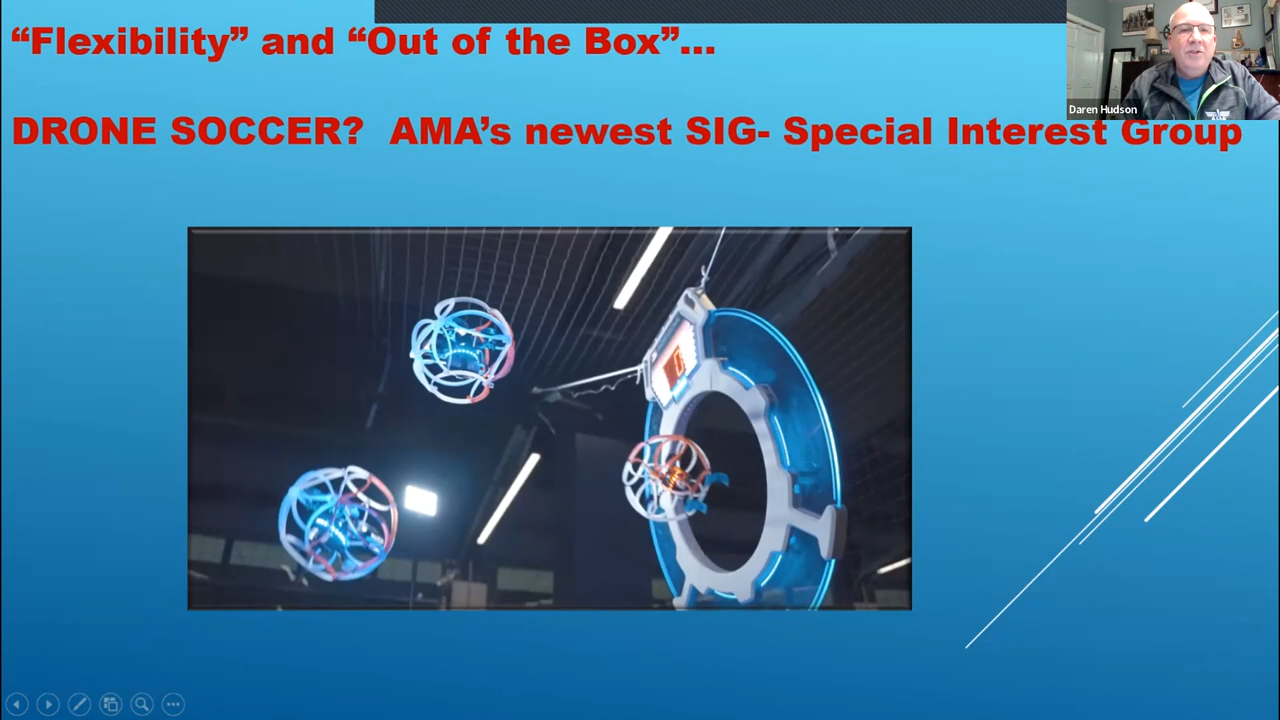 “Flexibility” and “Out of the Box”...
Daren Hudson
DRONE SOCCER?  AMA’s newest SIG- Special Interest Group